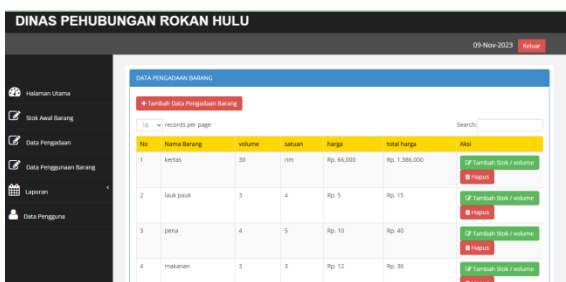 DINAS PEHUBUNGAN ROKAN HULU
09-Nov-2023 Keluar
Halaman Utama
Stok Awal Barang
Data Pengadaan
Data Penggunaan Barang
Laporan
Data Pengguna
DATA PENGADAAN BARANG
+ Tambah Data Pengadaan Barang
10 records per page Search:
No Nama Barang volume satuan harga total harga Aksi
1 kertas 30 rim Rp. 66,000 Rp. 1,386,000 Tambah Stok / volume
Hapus
2 lauk pauk 3 4 Rp. 5 Rp. 15 Tambah Stok / volume
Hapus
3 pena 4 5 Rp. 10 Rp. 40 Tambah Stok / volume
Hapus
4 makanan 3 3 Rp. 12 Rp. 36 Tambah Stok / volume